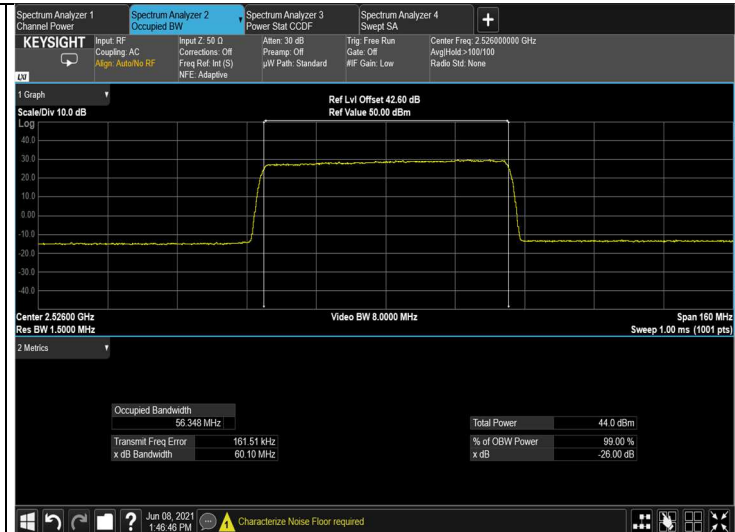 Spectrum Analyzer 1
Channel Power
Spectrum Analyzer 2
Occupied BW
Spectrum Analyzer 3
Power Stat CCDF
Spectrum Analyzer 4
Swept SA
+
KEYSIGHT
LXI
Input: RF
Coupling: AC
Align: Auto/No RF
Input Z: 50 Ω
Corrections: Off
Freq Ref: Int (S)
NFE: Adaptive
Atten: 30 dB
Preamp: Off
µW Path: Standard
Trig: Free Run
Gate: Off
#IF Gain: Low
Center Freq: 2.526000000 GHz
Avg|Hold:>100/100
Radio Std: None
1 Graph
Scale/Div 10.0 dB
Ref Lvl Offset 42.60 dB
Ref Value 50.00 dBm
Log
40.0
30.0
20.0
10.0
0.00
-10.0
-20.0
-30.0
-40.0
Center 2.52600 GHz
Res BW 1.5000 MHz
Video BW 8.0000 MHz
Span 160 MHz
Sweep 1.00 ms (1001 pts)
2 Metrics
Occupied Bandwidth
56.348 MHz
Transmit Freq Error 161.51 kHz
x dB Bandwidth 60.10 MHz
Total Power 44.0 dBm
% of OBW Power 99.00 %
x dB -26.00 dB
?
Jun 08, 2021
1:46:46 PM
1
Characterize Noise Floor required